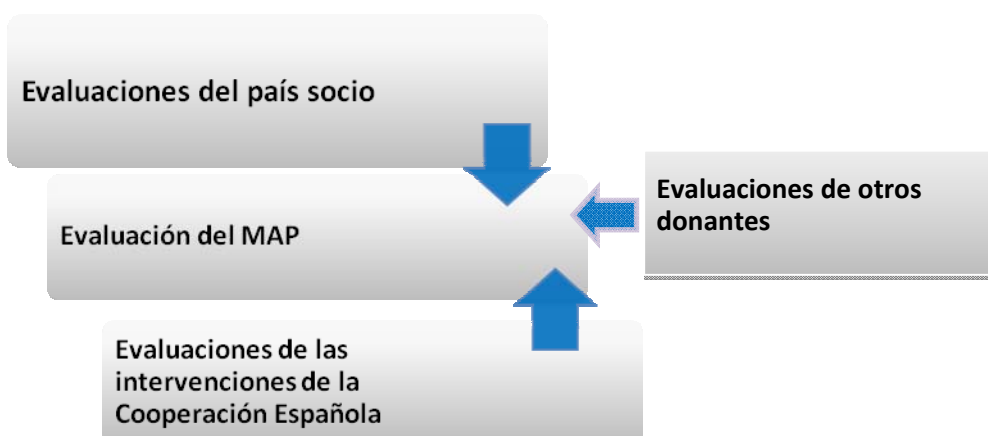 Evaluaciones del país socio
Evaluación del MAP
Evaluaciones de otros
donantes
Evaluaciones de las
intervenciones de la
Cooperación Española